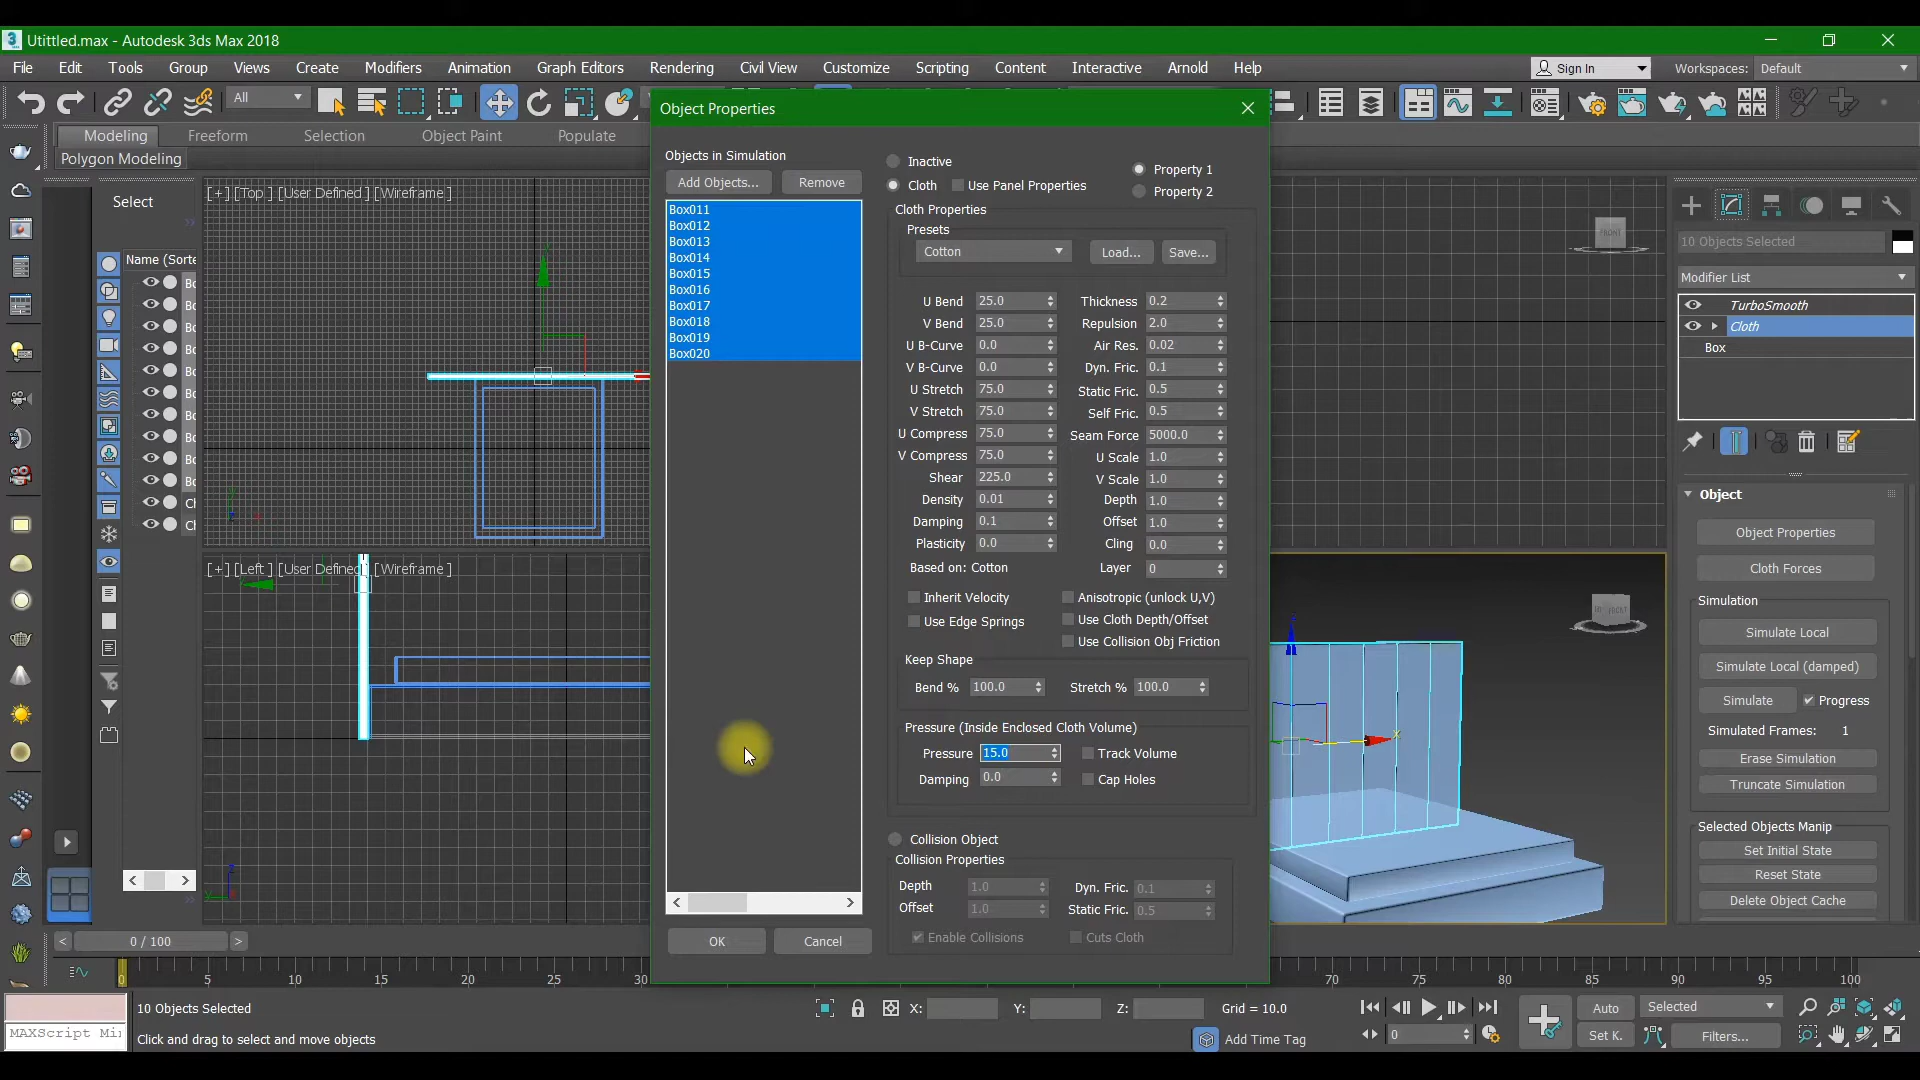 Utitled.max - Autodesk 3ds Max 2018
File Edit Tools Group Views Create Modifiers Animation Graph Editors Rendering Civil View Customize Scripting Content Interactive Arnold Help
Sign In Workspaces: Default
All
Modeling Freeform Selection Object Paint Populate
Polygon Modeling
Select
Name (Sorte
[+] [Top] [User Defined] [Wireframe]
[+] [Left] [User Defined] [Wireframe]
Object Properties
Objects in Simulation
Add Objects... Remove
Box011
Box012
Box013
Box014
Box015
Box016
Box017
Box018
Box019
Box020
OK Cancel
Inactive
Cloth Use Panel Properties
Property 1
Property 2
Cloth Properties
Presets
Cotton Load... Save...
U Bend 25.0 Thickness 0.2
V Bend 25.0 Repulsion 2.0
U B-Curve 0.0 Air Res. 0.02
V B-Curve 0.0 Dyn. Fric. 0.1
U Stretch 75.0 Static Fric. 0.5
V Stretch 75.0 Self Fric. 0.5
U Compress 75.0 Seam Force 5000.0
V Compress 75.0 U Scale 1.0
Shear 225.0 V Scale 1.0
Density 0.01 Depth 1.0
Damping 0.1 Offset 1.0
Plasticity 0.0 Cling 0.0
Based on: Cotton Layer 0
Inherit Velocity Anisotropic (unlock U,V)
Use Edge Springs Use Cloth Depth/Offset
Use Collision Obj Friction
Keep Shape
Bend % 100.0 Stretch % 100.0
Pressure (Inside Enclosed Cloth Volume)
Pressure 15.0 Track Volume
Damping 0.0 Cap Holes
Collision Object
Collision Properties
Depth 1.0 Dyn. Fric. 0.1
Offset 1.0 Static Fric. 0.5
Enable Collisions Cuts Cloth
FRONT
FRONT
10 Objects Selected
Modifier List
TurboSmooth
Cloth
Box
Object
Object Properties
Cloth Forces
Simulation
Simulate Local
Simulate Local (damped)
Simulate Progress
Simulated Frames: 1
Erase Simulation
Truncate Simulation
Selected Objects Manip
Set Initial State
Reset State
Delete Object Cache
< 0 / 100 >
0 5 10 15 20 25 30 70 75 80 85 90 95 100
10 Objects Selected
X: Y: Z: Grid = 10.0
Auto Selected
MAXScript Mi
Click and drag to select and move objects
Add Time Tag
0
Set K. Filters...